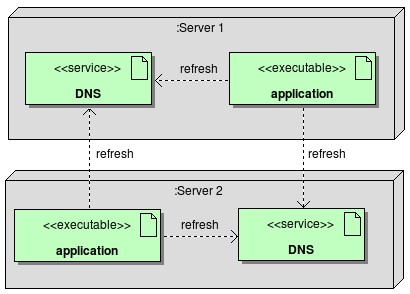 :Server 1
<<service>>
DNS
refresh
<<executable>>
application
refresh
refresh
:Server 2
<<executable>>
application
refresh
<<service>>
DNS